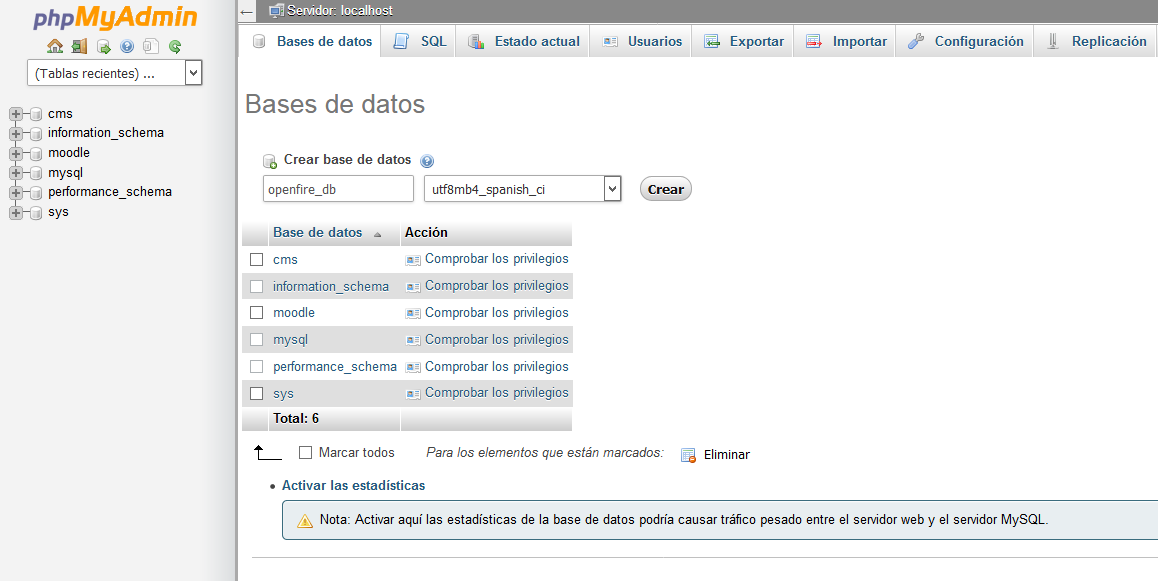 phpMyAdmin
(Tablas recientes) ...
cms
information_schema
moodle
mysql
performance_schema
sys
← Servidor: localhost
Bases de datos SQL Estado actual Usuarios Exportar Importar Configuración Replicación
Bases de datos
Crear base de datos
openfire_db utf8mb4_spanish_ci Crear
Base de datos Acción
cms Comprobar los privilegios
information_schema Comprobar los privilegios
moodle Comprobar los privilegios
mysql Comprobar los privilegios
performance_schema Comprobar los privilegios
sys Comprobar los privilegios
Total: 6
Marcar todos Para los elementos que están marcados: Eliminar
• Activar las estadísticas
Nota: Activar aquí las estadísticas de la base de datos podría causar tráfico pesado entre el servidor web y el servidor MySQL.